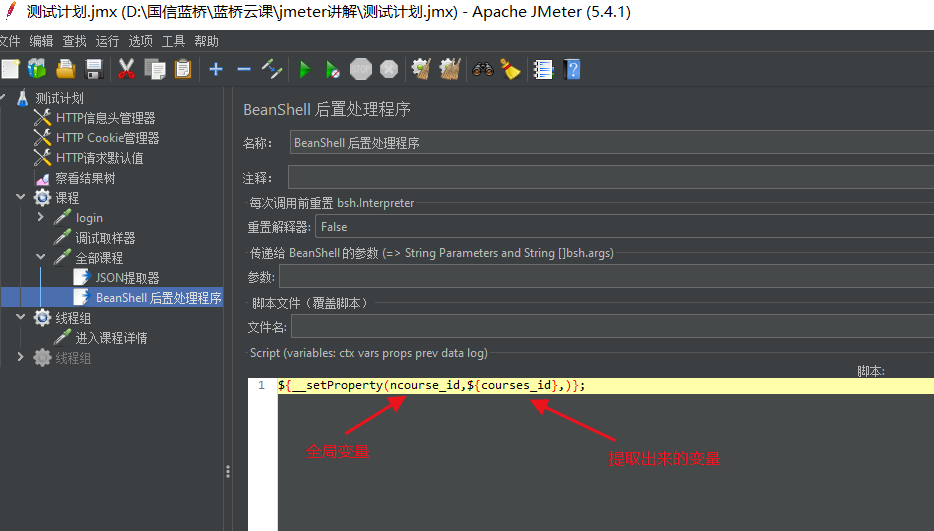 测试计划.jmx (D:\国信蓝桥\蓝桥云课\jmeter讲解\测试计划.jmx) - Apache JMeter (5.4.1)
文件 编辑 查找 运行 选项 工具 帮助
测试计划
HTTP信息头管理器
HTTP Cookie管理器
HTTP请求默认值
察看结果树
课程
login
调试取样器
全部课程
JSON提取器
BeanShell 后置处理程序
线程组
进入课程详情
线程组
BeanShell 后置处理程序
名称: BeanShell 后置处理程序
注释:
每次调用前重置 bsh.Interpreter
重置解释器: False
传递给 BeanShell 的参数 (=> String Parameters and String []bsh.args)
参数:
脚本文件（覆盖脚本）
文件名:
Script (variables: ctx vars props prev data log)
脚本:
1 ${__setProperty(ncourse_id,${courses_id},)};
全局变量
提取出来的变量